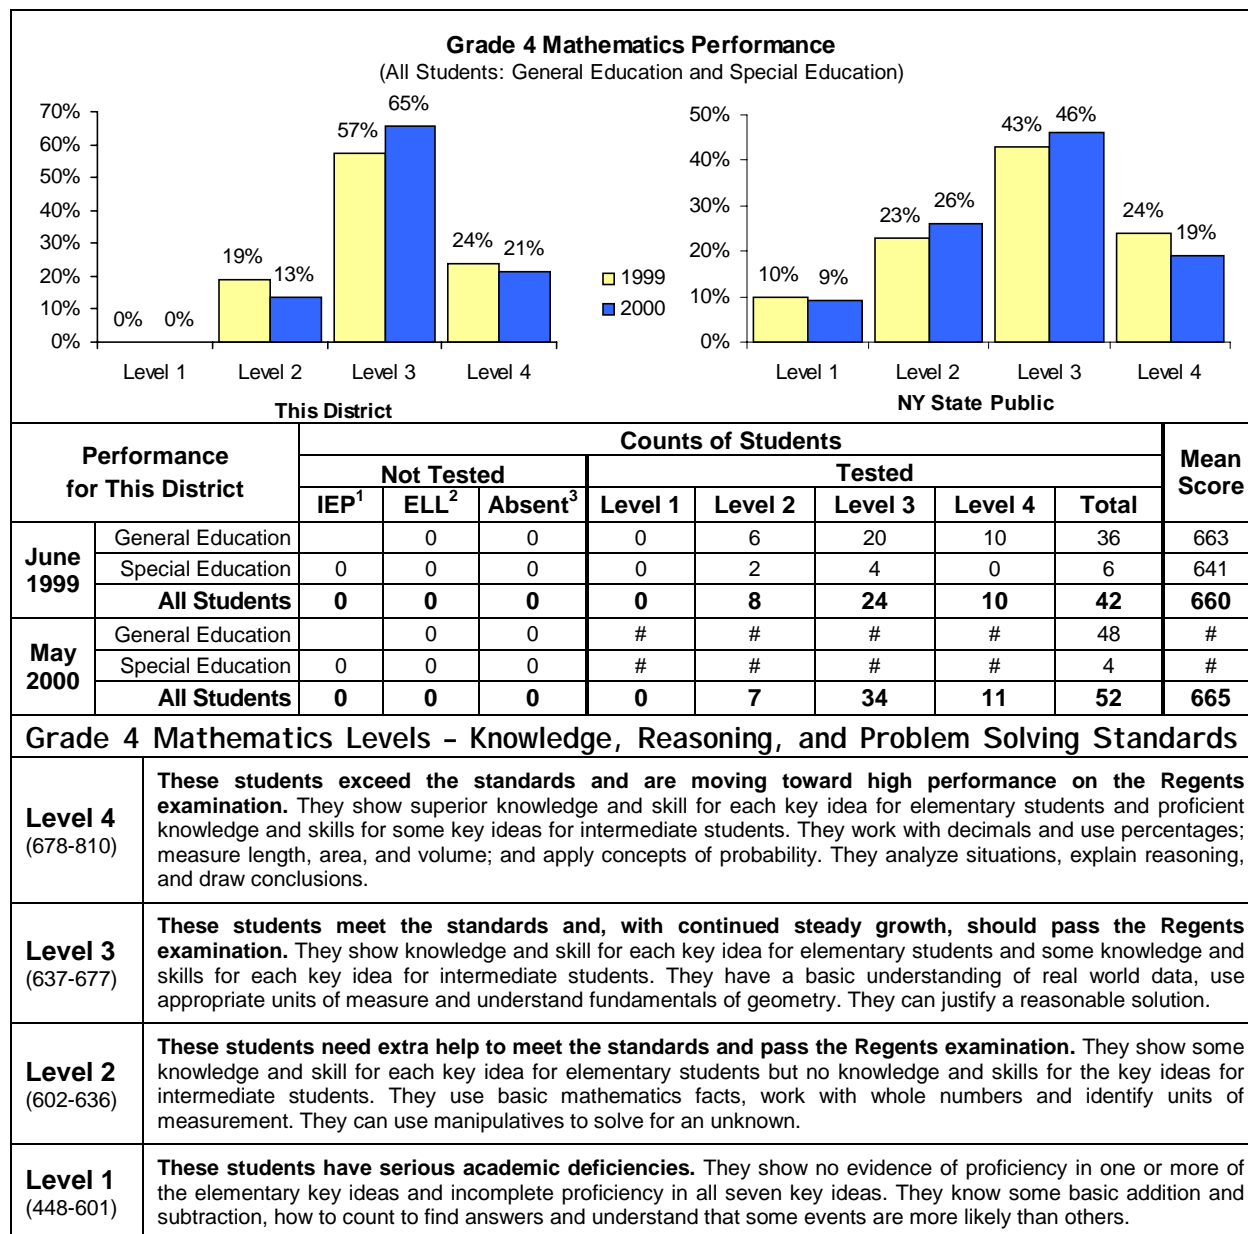 Grade 4 Mathematics Performance
(All Students: General Education and Special Education)
70%
60%
50%
40%
30%
20%
10%
0%
0% 0%
19%
13%
57%
65%
24%
21%
Level 1 Level 2 Level 3 Level 4
This District
1999
2000
50%
40%
30%
20%
10%
0%
10%
9%
23%
26%
43%
46%
24%
19%
Level 1 Level 2 Level 3 Level 4
NY State Public
Performance
for This District
Counts of Students
Mean
Score
Not Tested
Tested
IEP1 ELL2 Absent3 Level 1 Level 2 Level 3 Level 4 Total
June
1999
General Education 0 0 0 6 20 10 36 663
Special Education 0 0 0 0 2 4 0 6 641
All Students 0 0 0 0 8 24 10 42 660
May
2000
General Education 0 0 # # # # 48 #
Special Education 0 0 0 # # # # 4 #
All Students 0 0 0 0 7 34 11 52 665
Grade 4 Mathematics Levels – Knowledge, Reasoning, and Problem Solving Standards
Level 4
(678-810)
These students exceed the standards and are moving toward high performance on the Regents
examination. They show superior knowledge and skill for each key idea for elementary students and proficient
knowledge and skills for some key ideas for intermediate students. They work with decimals and use percentages;
measure length, area, and volume; and apply concepts of probability. They analyze situations, explain reasoning,
and draw conclusions.
Level 3
(637-677)
These students meet the standards and, with continued steady growth, should pass the Regents
examination. They show knowledge and skill for each key idea for elementary students and some knowledge and
skills for each key idea for intermediate students. They have a basic understanding of real world data, use
appropriate units of measure and understand fundamentals of geometry. They can justify a reasonable solution.
Level 2
(602-636)
These students need extra help to meet the standards and pass the Regents examination. They show some
knowledge and skill for each key idea for elementary students but no knowledge and skills for the key ideas for
intermediate students. They use basic mathematics facts, work with whole numbers and identify units of
measurement. They can use manipulatives to solve for an unknown.
Level 1
(448-601)
These students have serious academic deficiencies. They show no evidence of proficiency in one or more of
the elementary key ideas and incomplete proficiency in all seven key ideas. They know some basic addition and
subtraction, how to count to find answers and understand that some events are more likely than others.